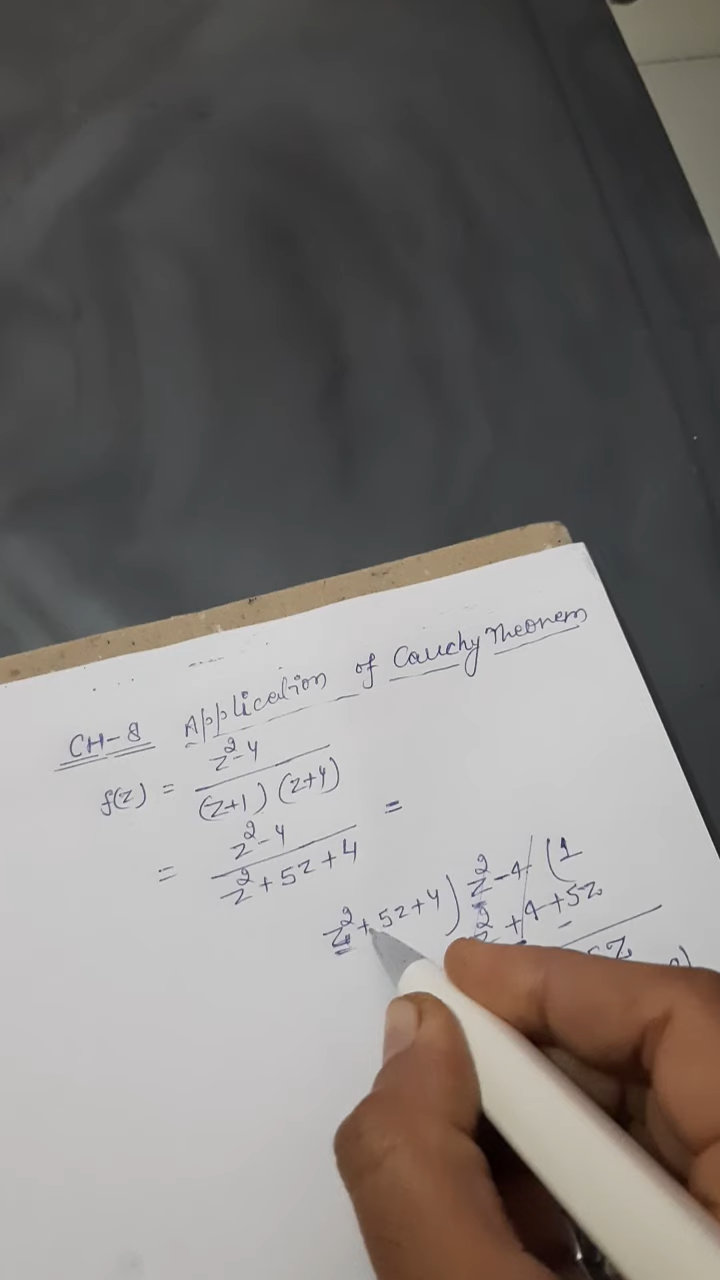 CH-8 Application of Cauchy Theorem
f(z) = z²-4 / (z+1) (z+4) =
= z²-4 / z²+5z+4
z²+5z+4 ) z²-4 ( 1
z²+4+5z
-
5z